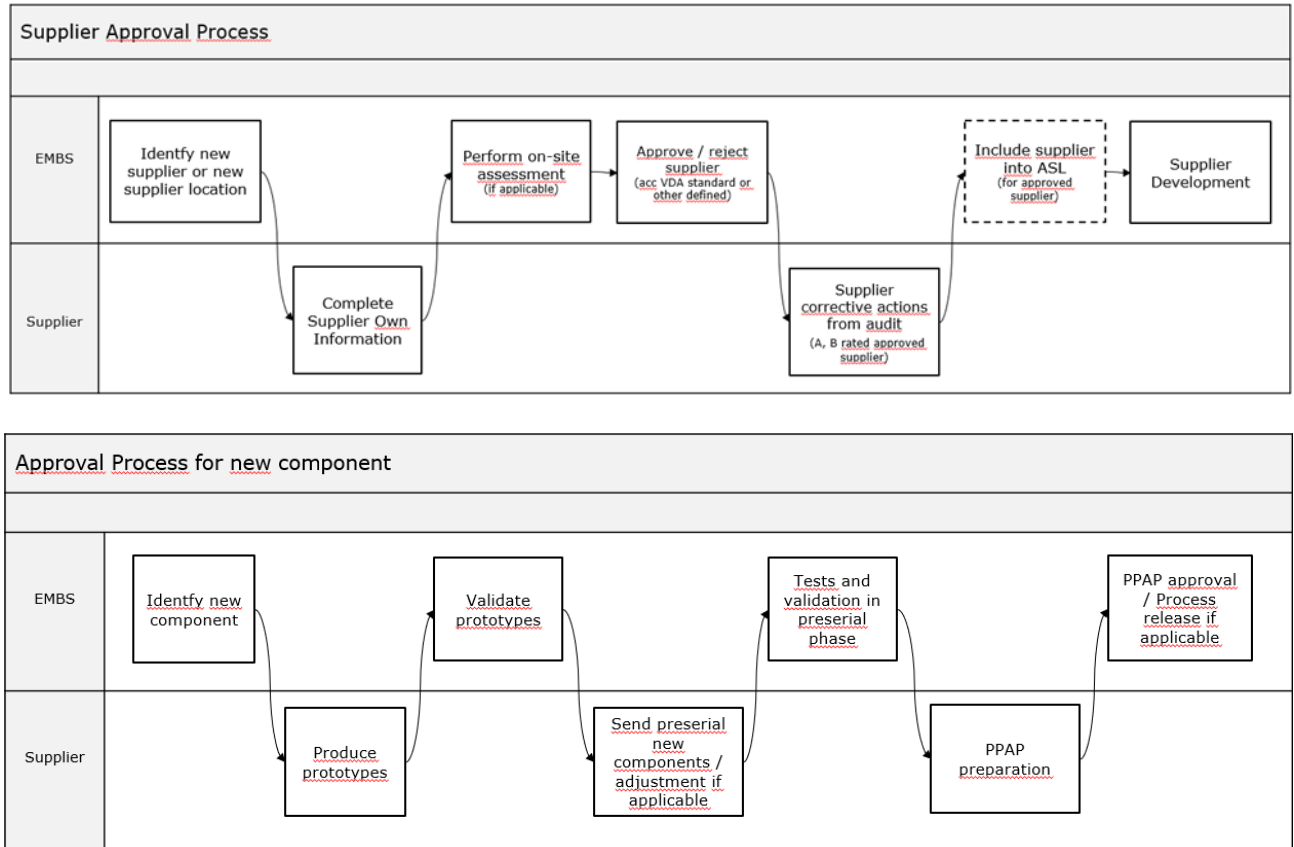 Supplier Approval Process
EMBS
Identfy new
supplier or new
supplier location
Perform on-site
assessment
(if applicable)
Approve / reject
supplier
(acc VDA standard or
other defined)
Include supplier
into ASL
(for approved
supplier)
Supplier
Development
Supplier
Complete
Supplier Own
Information
Supplier
corrective actions
from audit
(A, B rated approved
supplier)
Approval Process for new component
EMBS
Identfy new
component
Validate
prototypes
Tests and
validation in
preserial
phase
PPAP approval
/ Process
release if
applicable
Supplier
Produce
prototypes
Send preserial
new
components /
adjustment if
applicable
PPAP
preparation